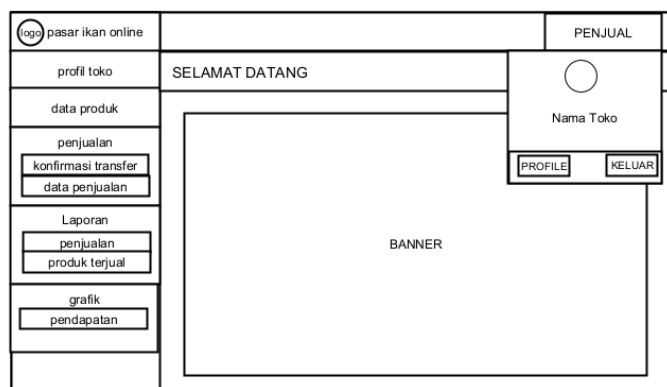 logo pasar ikan online
PENJUAL
profil toko
SELAMAT DATANG
data produk
Nama Toko
PROFILE
KELUAR
penjualan
konfirmasi transfer
data penjualan
Laporan
penjualan
produk terjual
BANNER
grafik
pendapatan